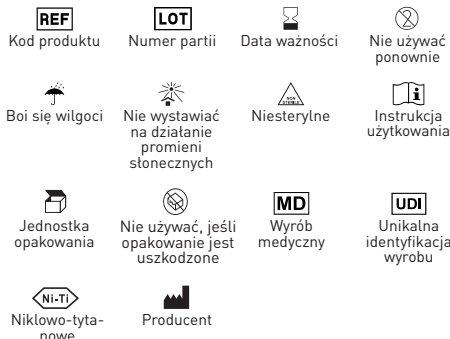 REF
LOT
Kod produktu
Numer partii
Data ważności
Nie używać
ponownie
2
Boi się wilgoci
Nie wystawiać
na działanie
promieni
słonecznych
NON
STERILE
Niesterylne
i
Instrukcja
użytkowania
Jednostka
opakowania
Nie używać, jeśli
opakowanie jest
uszkodzone
MD
Wyrób
medyczny
UDI
Unikalna
identyfikacja
wyrobu
Ni-Ti
Niklowo-tyta-
nowe
Producent